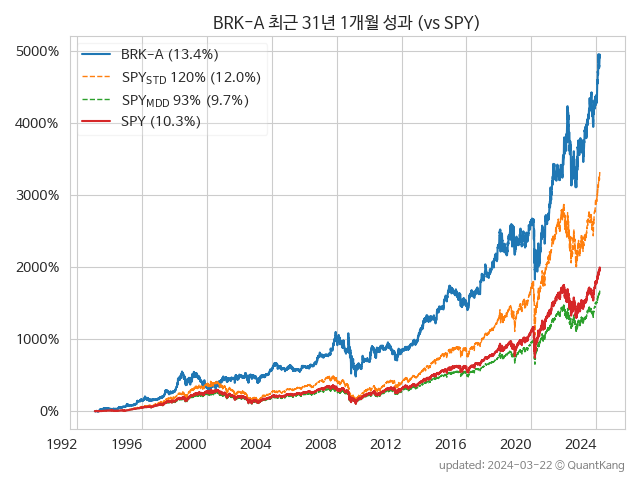 BRK-A 최근 31년 1개월 성과 (vs SPY)
5000%
4000%
3000%
2000%
1000%
0%
BRK-A (13.4%)
SPY_STD 120% (12.0%)
SPY_MDD 93% (9.7%)
SPY (10.3%)
1992 1996 2000 2004 2008 2012 2016 2020 2024
updated: 2024-03-22 © QuantKang